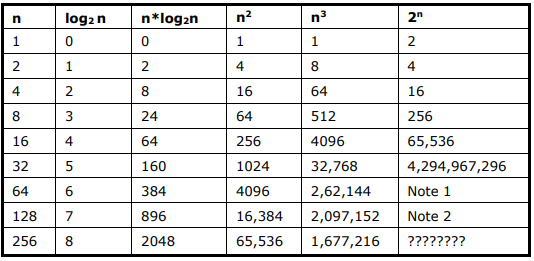 n log₂ n n*log₂n n² n³ 2ⁿ
1 0 0 1 1 2
2 1 2 4 8 4
4 2 8 16 64 16
8 3 24 64 512 256
16 4 64 256 4096 65,536
32 5 160 1024 32,768 4,294,967,296
64 6 384 4096 2,62,144 Note 1
128 7 896 16,384 2,097,152 Note 2
256 8 2048 65,536 1,677,216 ????????